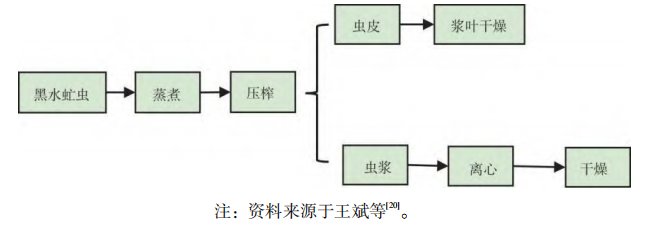 虫皮
浆叶干燥
黑水虻虫
蒸煮
压榨
虫浆
离心
干燥
注：资料来源于王斌等[20]。